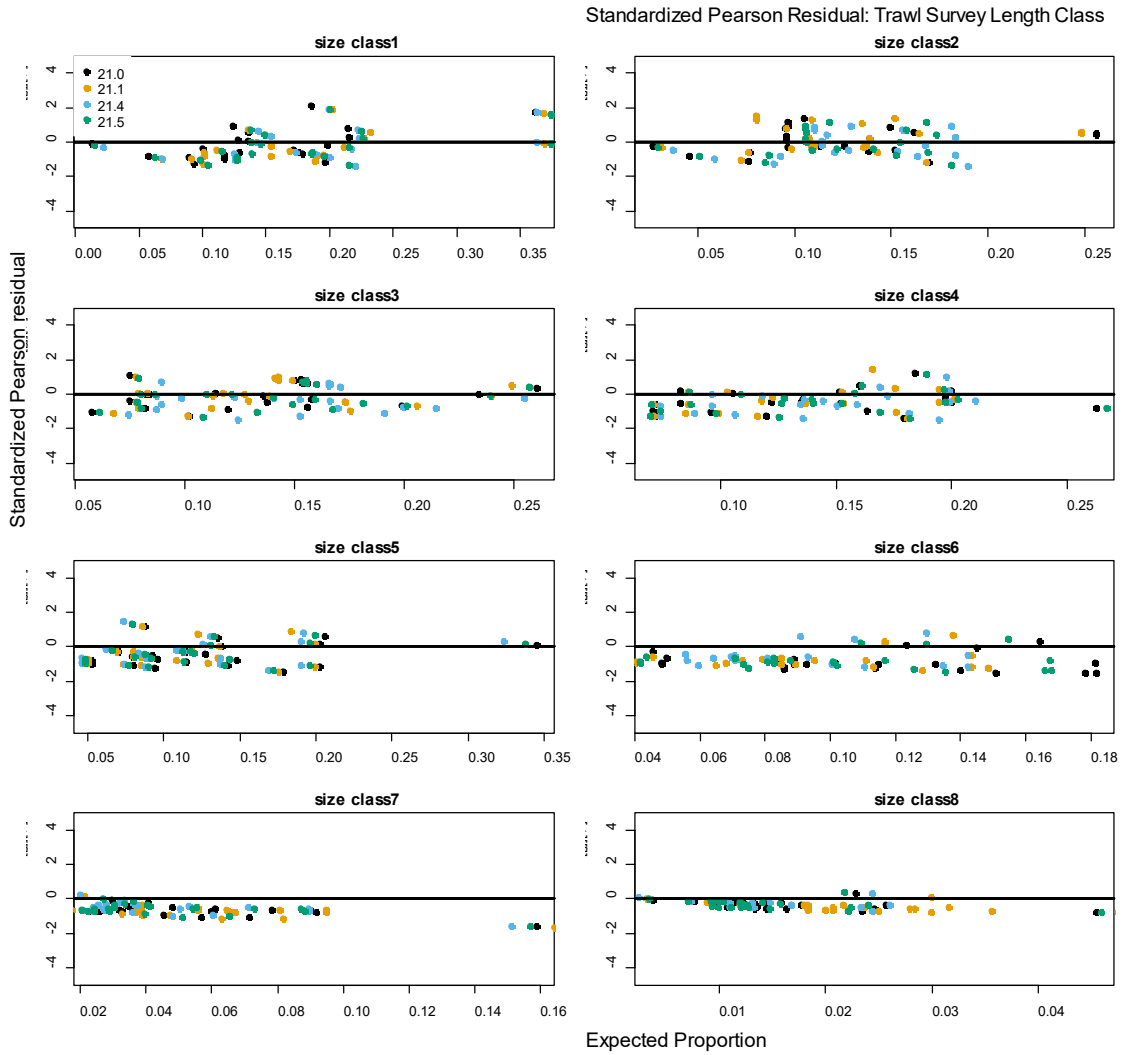 Standardized Pearson Residual: Trawl Survey Length Class
size class1
size class2
4
2
0
-2
-4
21.0
21.1
21.4
21.5
0.00 0.05 0.10 0.15 0.20 0.25 0.30 0.35
4
2
0
-2
-4
0.05 0.10 0.15 0.20 0.25
Standardized Pearson residual
size class3
size class4
4
2
0
-2
-4
0.05 0.10 0.15 0.20 0.25
4
2
0
-2
-4
0.10 0.15 0.20 0.25
size class5
size class6
4
2
0
-2
-4
0.05 0.10 0.15 0.20 0.25 0.30 0.35
4
2
0
-2
-4
0.04 0.06 0.08 0.10 0.12 0.14 0.16 0.18
size class7
size class8
4
2
0
-2
-4
0.02 0.04 0.06 0.08 0.10 0.12 0.14 0.16
4
2
0
-2
-4
0.01 0.02 0.03 0.04
Expected Proportion